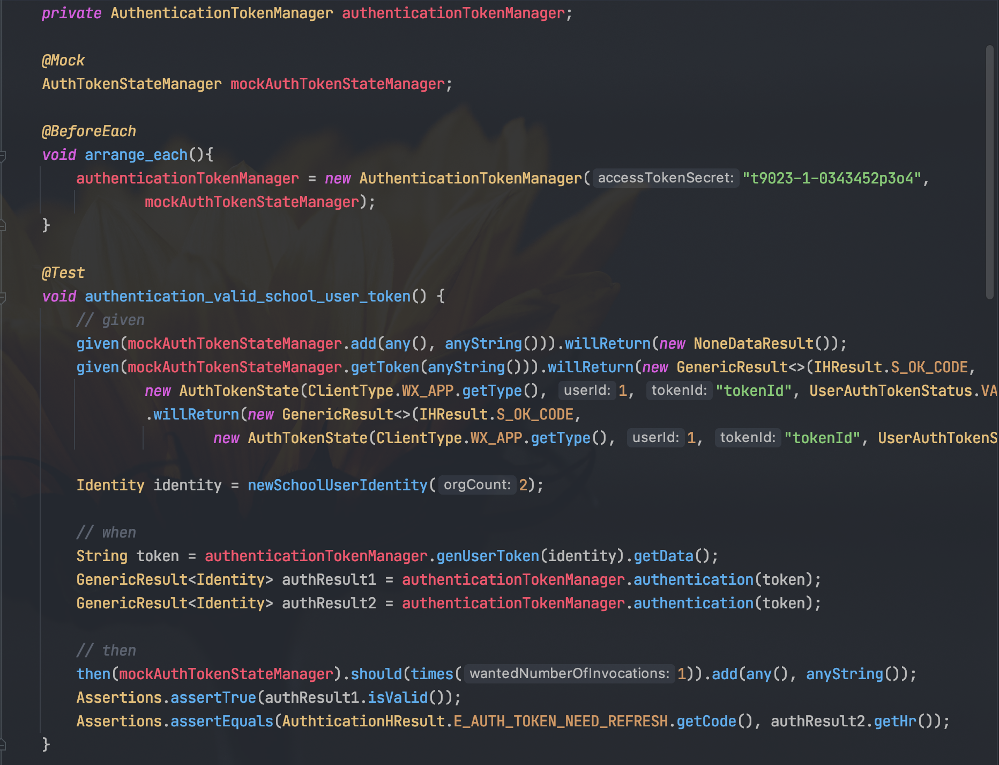 private AuthenticationTokenManager authenticationTokenManager;
@Mock
AuthTokenStateManager mockAuthTokenStateManager;
@BeforeEach
void arrange_each(){
authenticationTokenManager = new AuthenticationTokenManager( accessTokenSecret: "t9023-1-0343452p3o4",
mockAuthTokenStateManager);
}
@Test
void authentication_valid_school_user_token() {
// given
given(mockAuthTokenStateManager.add(any(), anyString())).willReturn(new NoneDataResult());
given(mockAuthTokenStateManager.getToken(anyString())).willReturn(new GenericResult<>(IHResult.S_OK_CODE,
new AuthTokenState(ClientType.WX_APP.getType(), userId: 1, tokenId: "tokenId", UserAuthTokenStatus.VA
.willReturn(new GenericResult<>(IHResult.S_OK_CODE,
new AuthTokenState(ClientType.WX_APP.getType(), userId: 1, tokenId: "tokenId", UserAuthTokenS
Identity identity = newSchoolUserIdentity( orgCount: 2);
// when
String token = authenticationTokenManager.genUserToken(identity).getData();
GenericResult<Identity> authResult1 = authenticationTokenManager.authentication(token);
GenericResult<Identity> authResult2 = authenticationTokenManager.authentication(token);
// then
then(mockAuthTokenStateManager).should(times( wantedNumberOfInvocations: 1)).add(any(), anyString());
Assertions.assertTrue(authResult1.isValid());
Assertions.assertEquals(AuthticationHResult.E_AUTH_TOKEN_NEED_REFRESH.getCode(), authResult2.getHr());
}